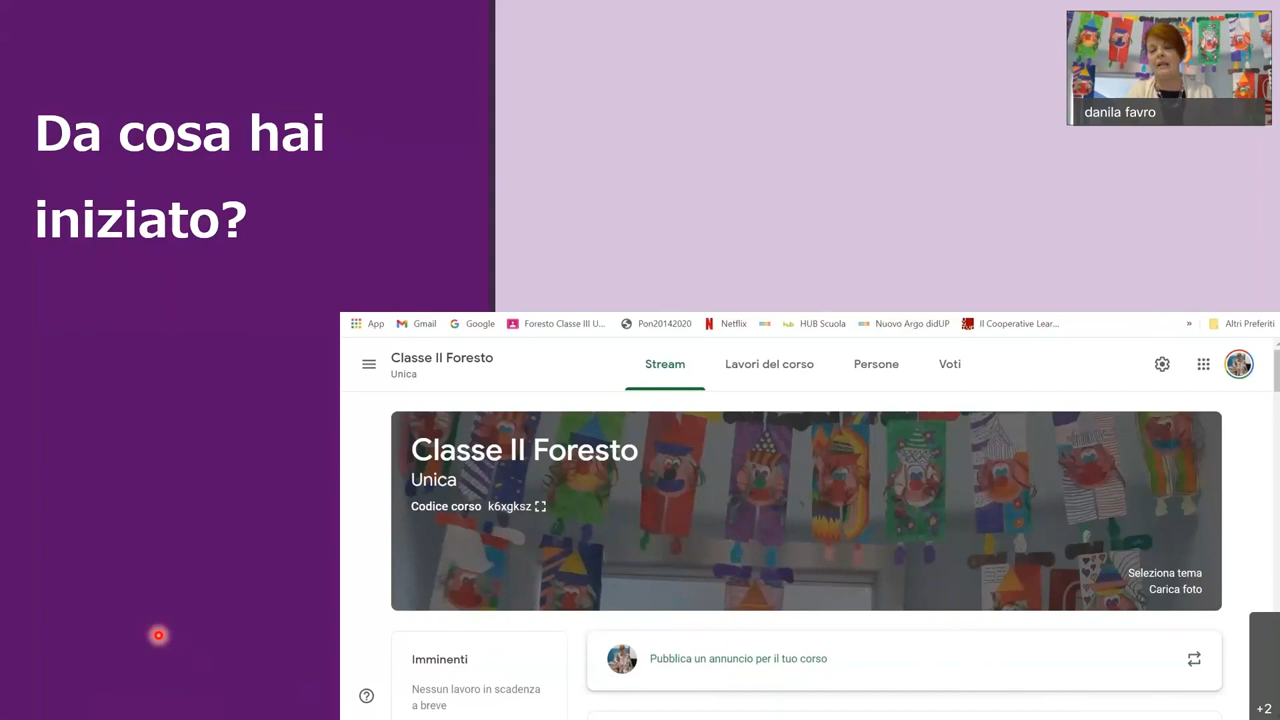 Da cosa hai
iniziato?
danila favro
App Gmail Google Foresto Classe III U... Pon20142020 Netflix HUB Scuola Nuovo Argo didUP Il Cooperative Lear... » Altri Preferiti
Classe II Foresto
Unica
Stream Lavori del corso Persone Voti
Classe II Foresto
Unica
Codice corso k6xgksz
Seleziona tema
Carica foto
Imminenti
Nessun lavoro in scadenza
a breve
Pubblica un annuncio per il tuo corso
+2